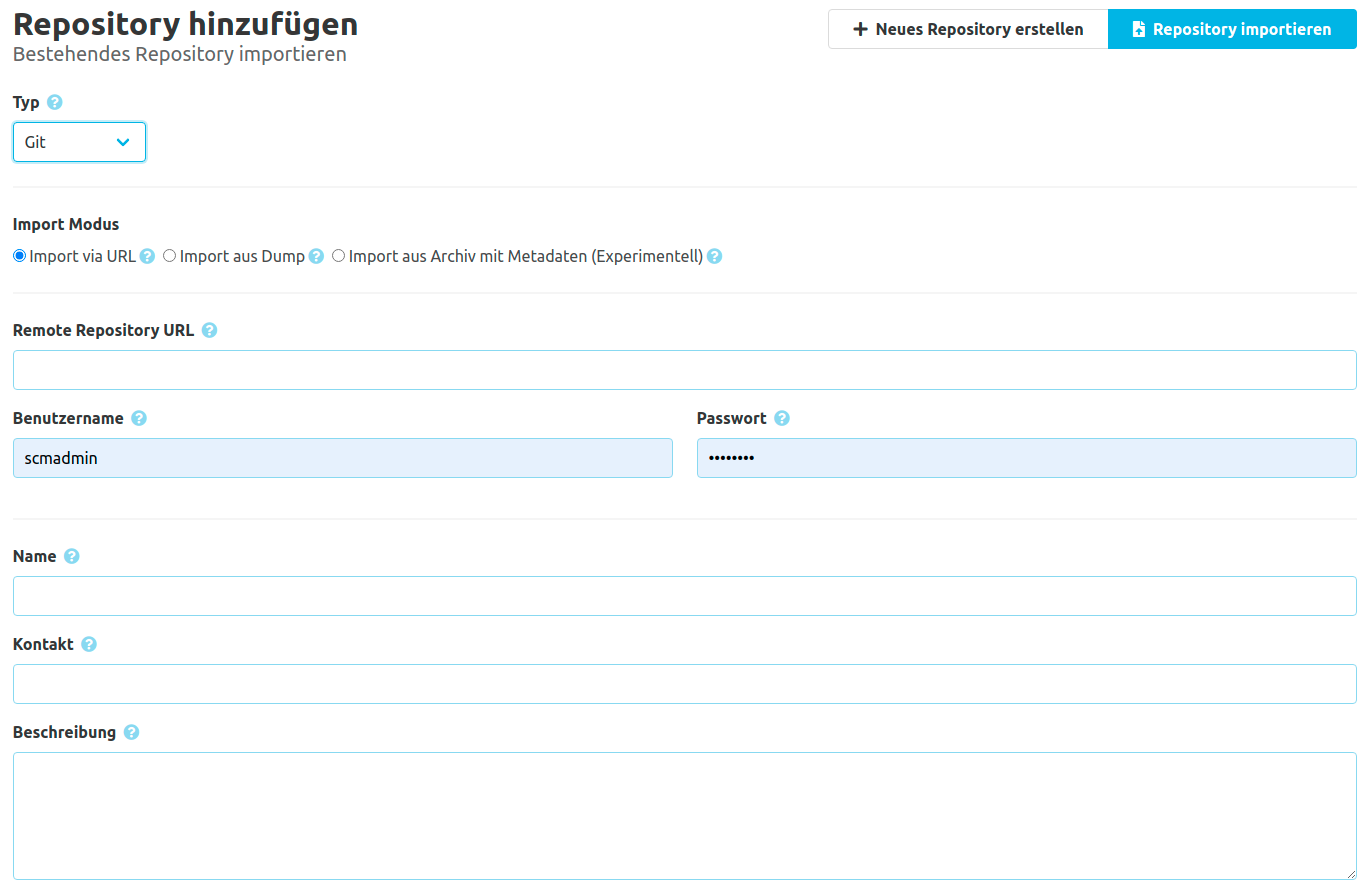 Repository hinzufügen
Bestehendes Repository importieren
Neues Repository erstellen
Repository importieren
Typ
Git
Import Modus
Import via URL Import aus Dump Import aus Archiv mit Metadaten (Experimentell)
Remote Repository URL
Benutzername Passwort
scmadmin ••••••••
Name
Kontakt
Beschreibung